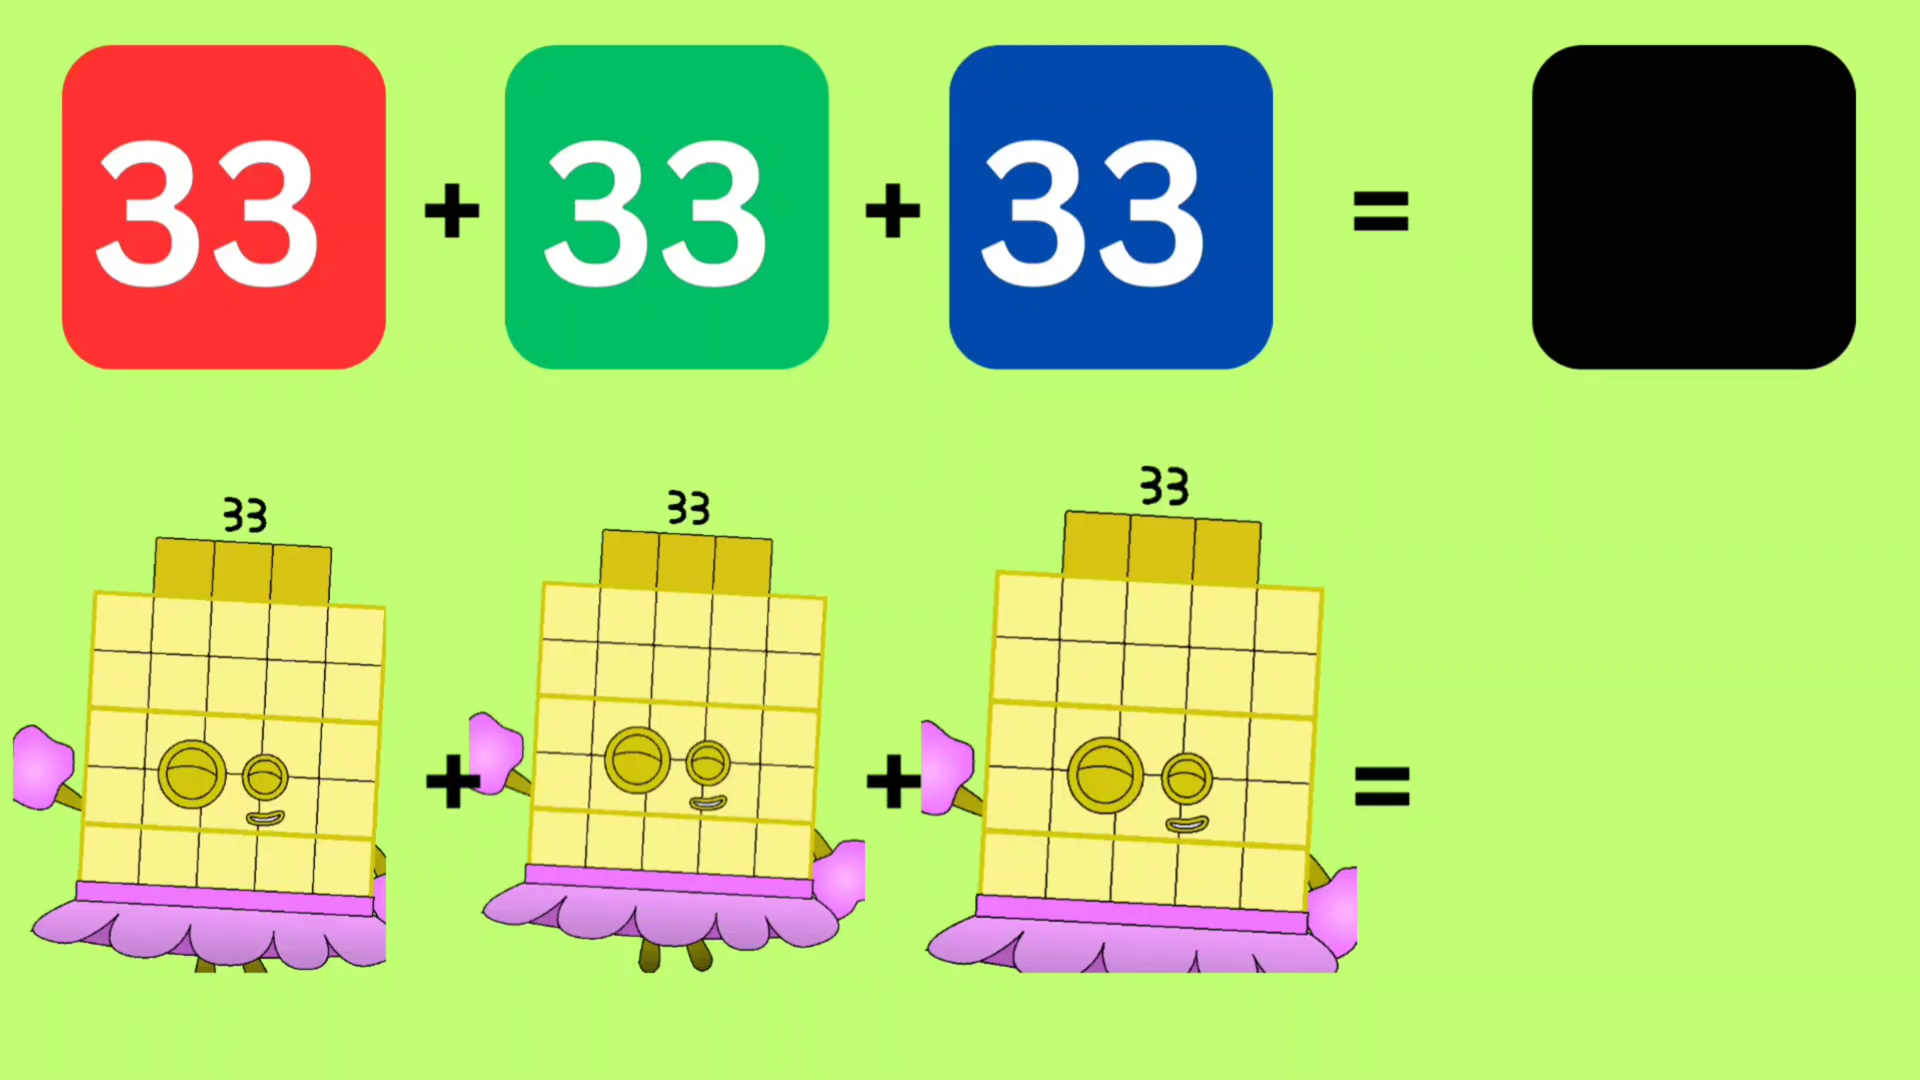 33 + 33 + 33 =
33 33 33
+ + =